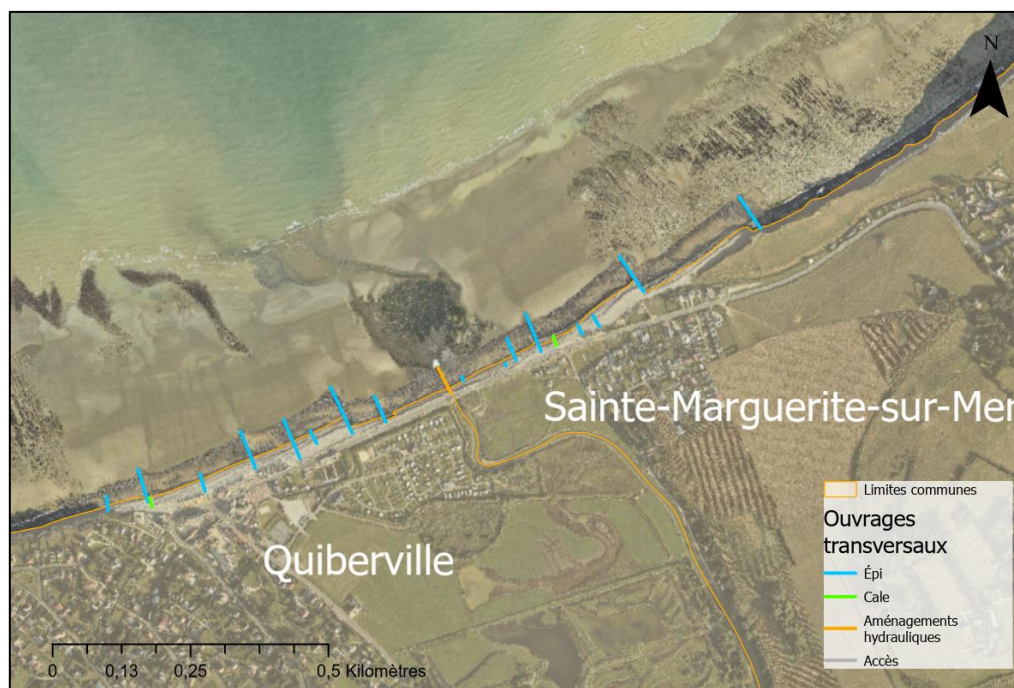 N
Sainte-Marguerite-sur-Mer
Quiberville
Limites communes
Ouvrages
transversaux
Épi
Cale
Aménagements
hydrauliques
Accès
0 0,13 0,25 0,5 Kilomètres